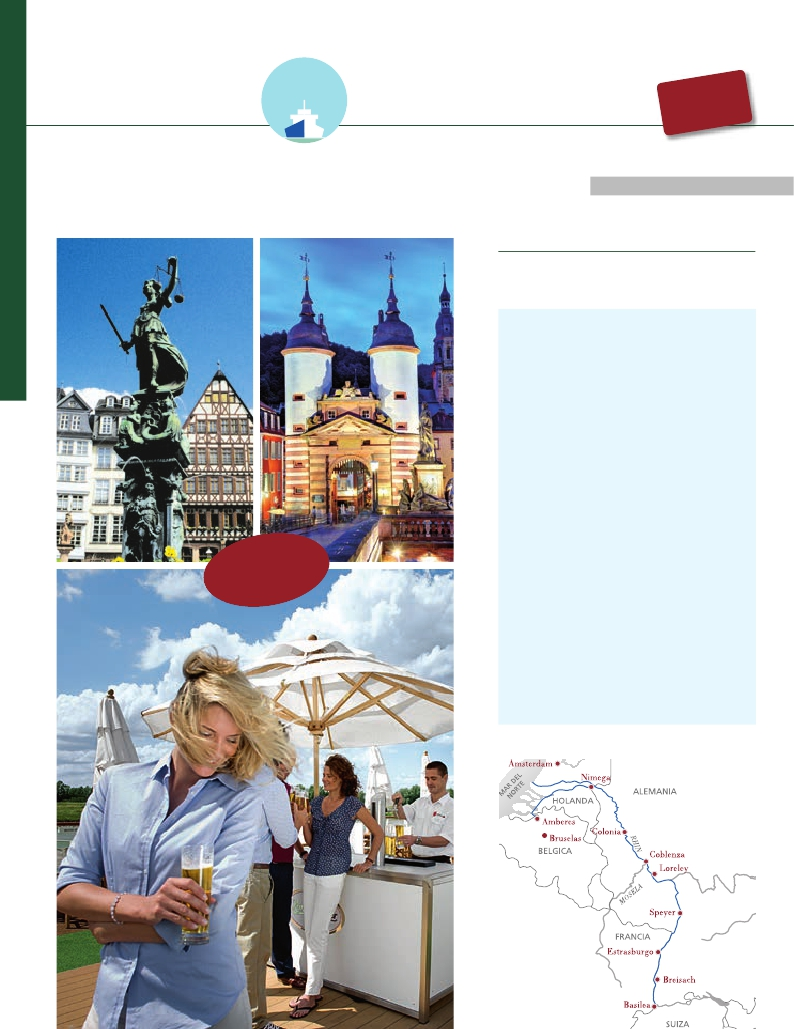 Amsterdam
Nimega
MAR DEL
NORTE
ALEMANIA
HOLANDA
Amberes
Colonia
RHIN
Bruselas
BELGICA
Coblenza
Loreley
MOSELA
Speyer
FRANCIA
Estrasburgo
Breisach
Basilea
SUIZA